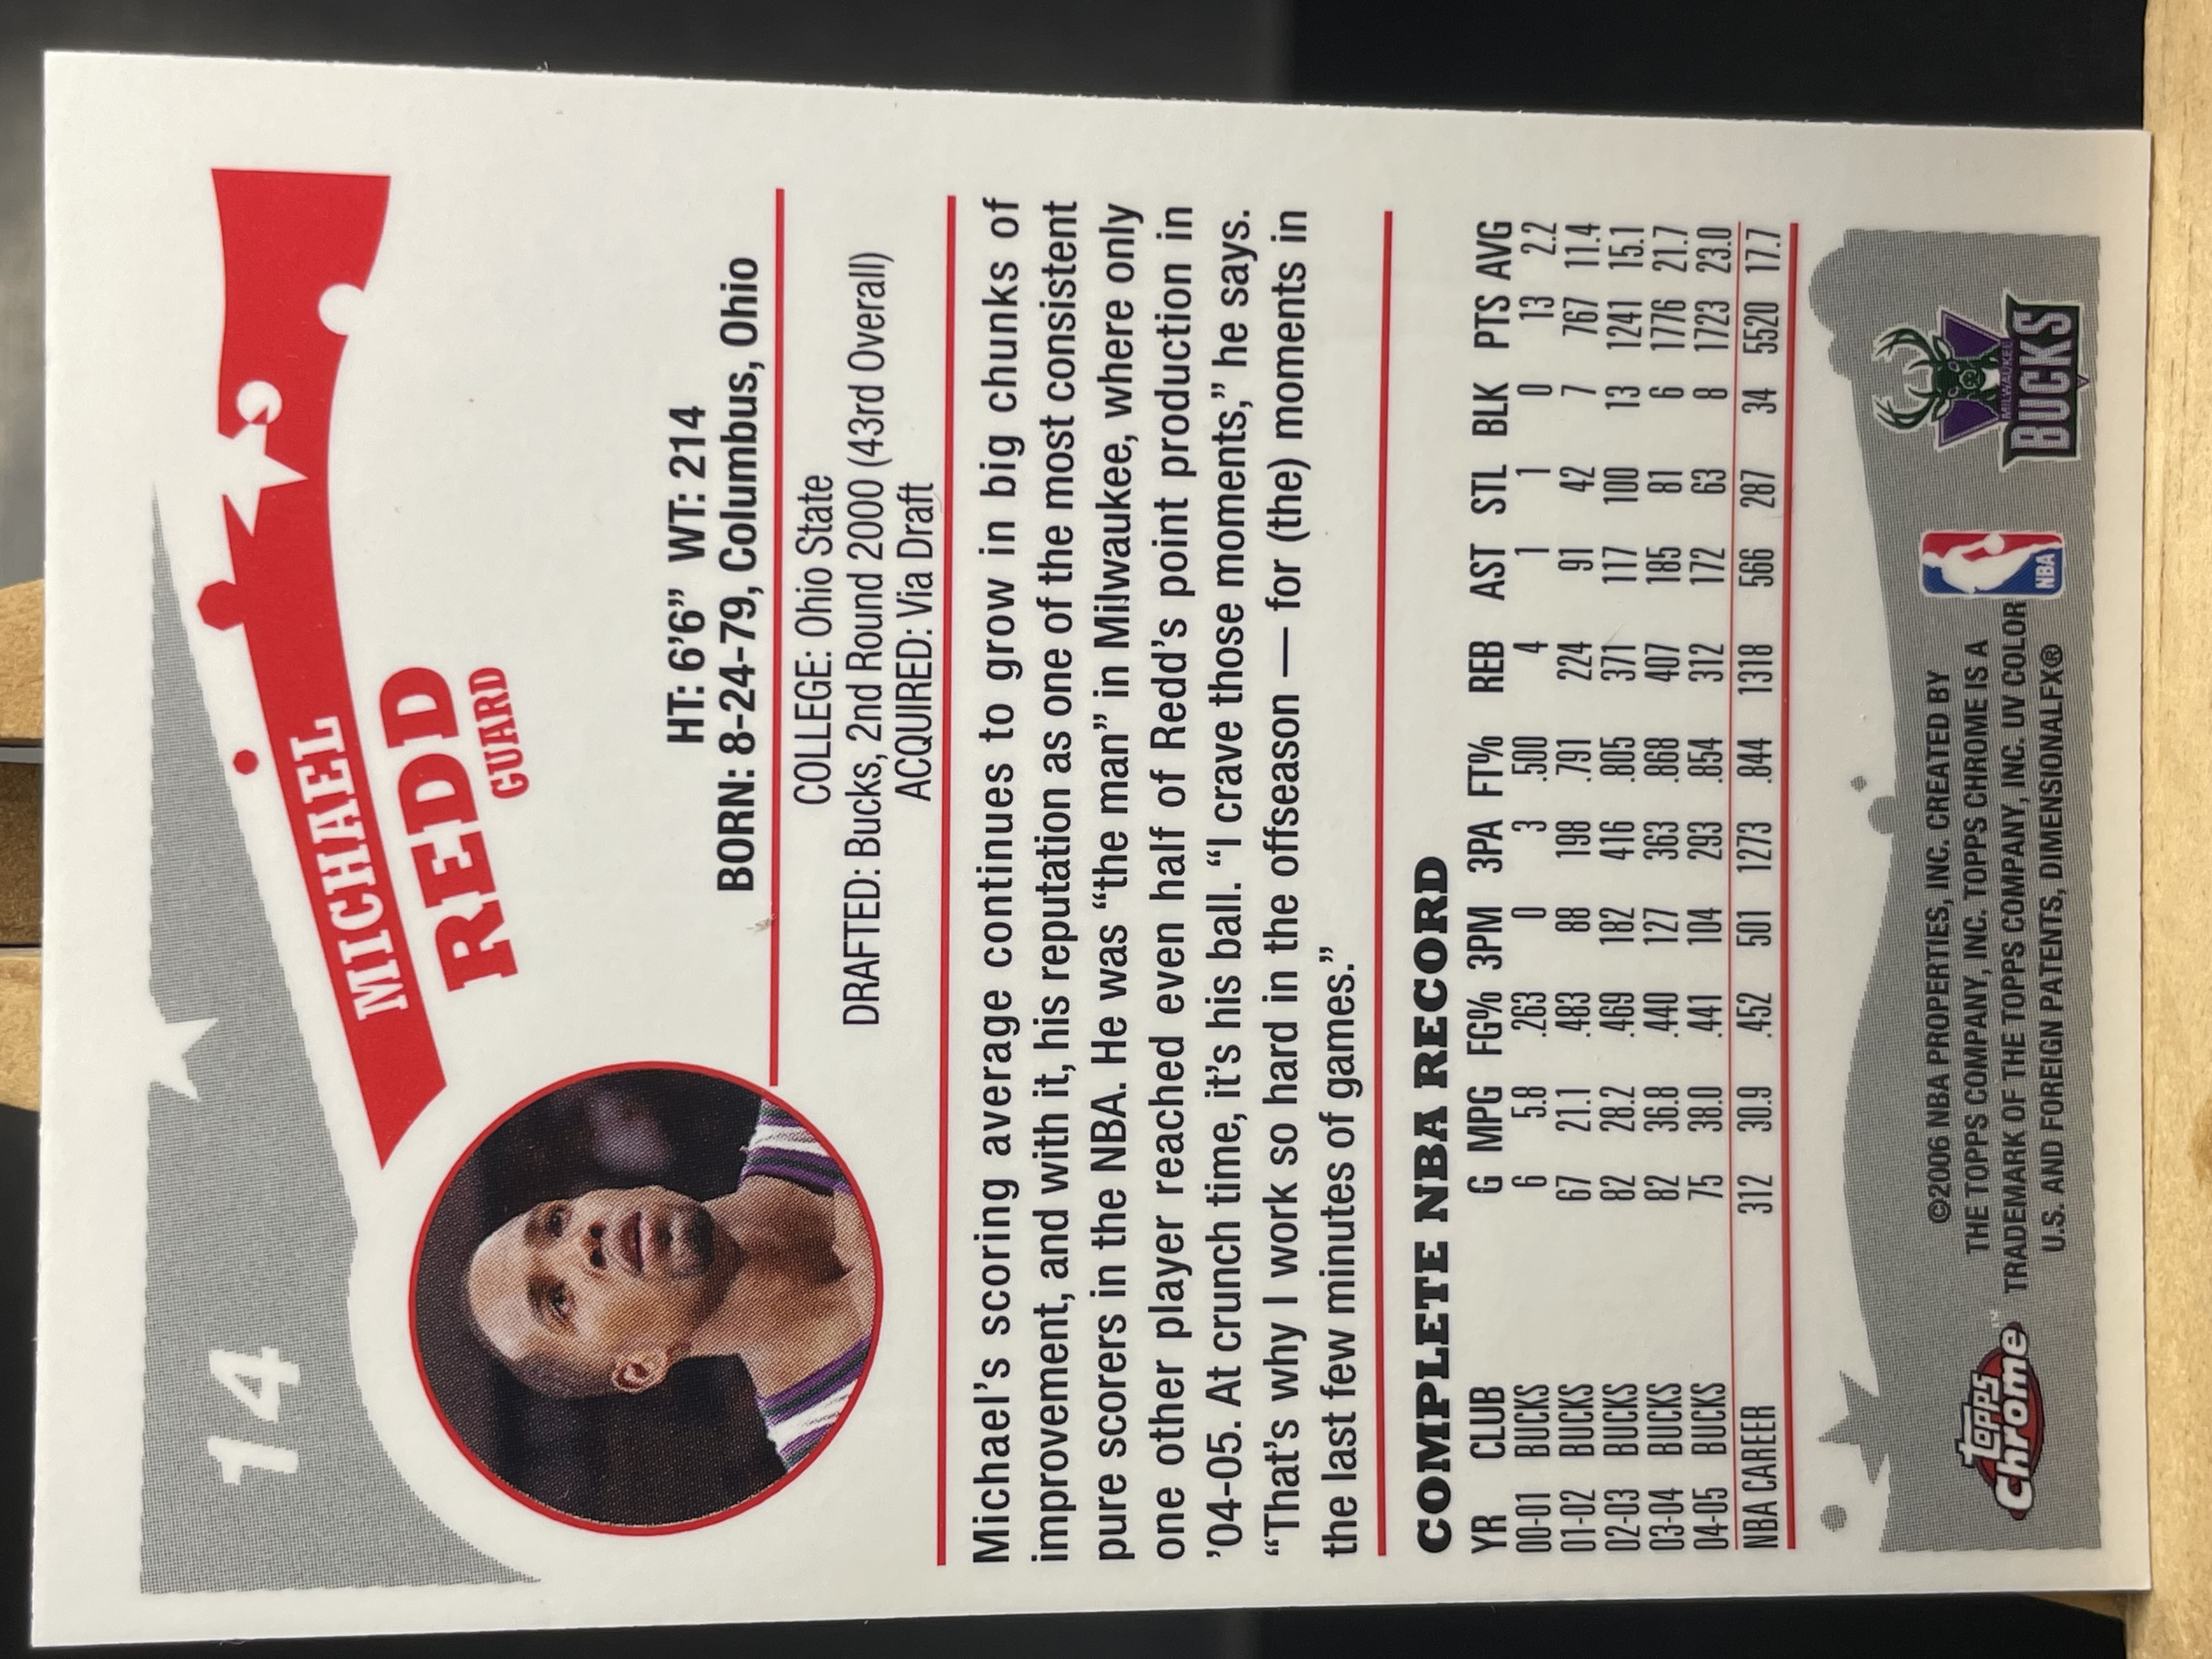 14
MICHAEL
REDD
GUARD
HT: 6’6” WT: 214
BORN: 8-24-79, Columbus, Ohio
COLLEGE: Ohio State
DRAFTED: Bucks, 2nd Round 2000 (43rd Overall)
ACQUIRED: Via Draft
Michael’s scoring average continues to grow in big chunks of
improvement, and with it, his reputation as one of the most consistent
pure scorers in the NBA. He was “the man” in Milwaukee, where only
one other player reached even half of Redd’s point production in
’04-05. At crunch time, it’s his ball. “I crave those moments,” he says.
“That’s why I work so hard in the offseason — for (the) moments in
the last few minutes of games.”
COMPLETE NBA RECORD
YR CLUB G MPG FG% 3PM 3PA FT% REB AST STL BLK PTS AVG
00-01 BUCKS 6 5.8 .263 0 3 .500 4 1 1 0 13 2.2
01-02 BUCKS 67 21.1 .483 88 198 .791 224 91 42 7 767 11.4
02-03 BUCKS 82 28.2 .469 182 416 .805 371 117 100 13 1241 15.1
03-04 BUCKS 82 36.8 .440 127 363 .868 407 185 81 6 1776 21.7
04-05 BUCKS 75 38.0 .441 104 293 .854 312 172 63 8 1723 23.0
NBA CAREER 312 30.9 .452 501 1273 .844 1318 566 287 34 5520 17.7
©2006 NBA PROPERTIES, INC. CREATED BY
THE TOPPS COMPANY, INC. TOPPS CHROME IS A
TRADEMARK OF THE TOPPS COMPANY, INC. UV COLOR
U.S. AND FOREIGN PATENTS, DIMENSIONALFX®
TOPPS
chrome™
NBA
MILWAUKEE
BUCKS